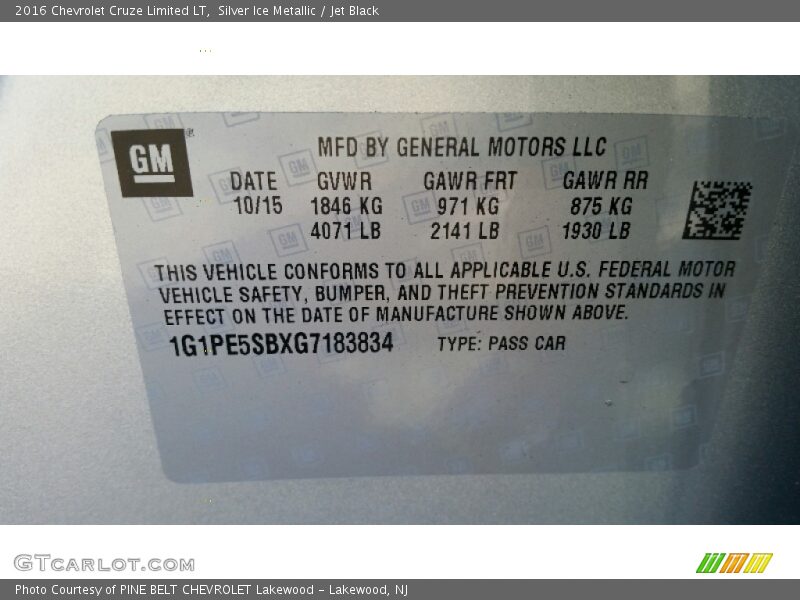 2016 Chevrolet Cruze Limited LT,  Silver Ice Metallic / Jet Black
GM®
MFD BY GENERAL MOTORS LLC
DATE GVWR GAWR FRT GAWR RR
10/15 1846 KG 971 KG 875 KG
4071 LB 2141 LB 1930 LB
THIS VEHICLE CONFORMS TO ALL APPLICABLE U.S. FEDERAL MOTOR
VEHICLE SAFETY, BUMPER, AND THEFT PREVENTION STANDARDS IN
EFFECT ON THE DATE OF MANUFACTURE SHOWN ABOVE.
1G1PE5SBXG7183834 TYPE: PASS CAR
GTCARLOT.COM
Photo Courtesy of PINE BELT CHEVROLET Lakewood - Lakewood, NJ